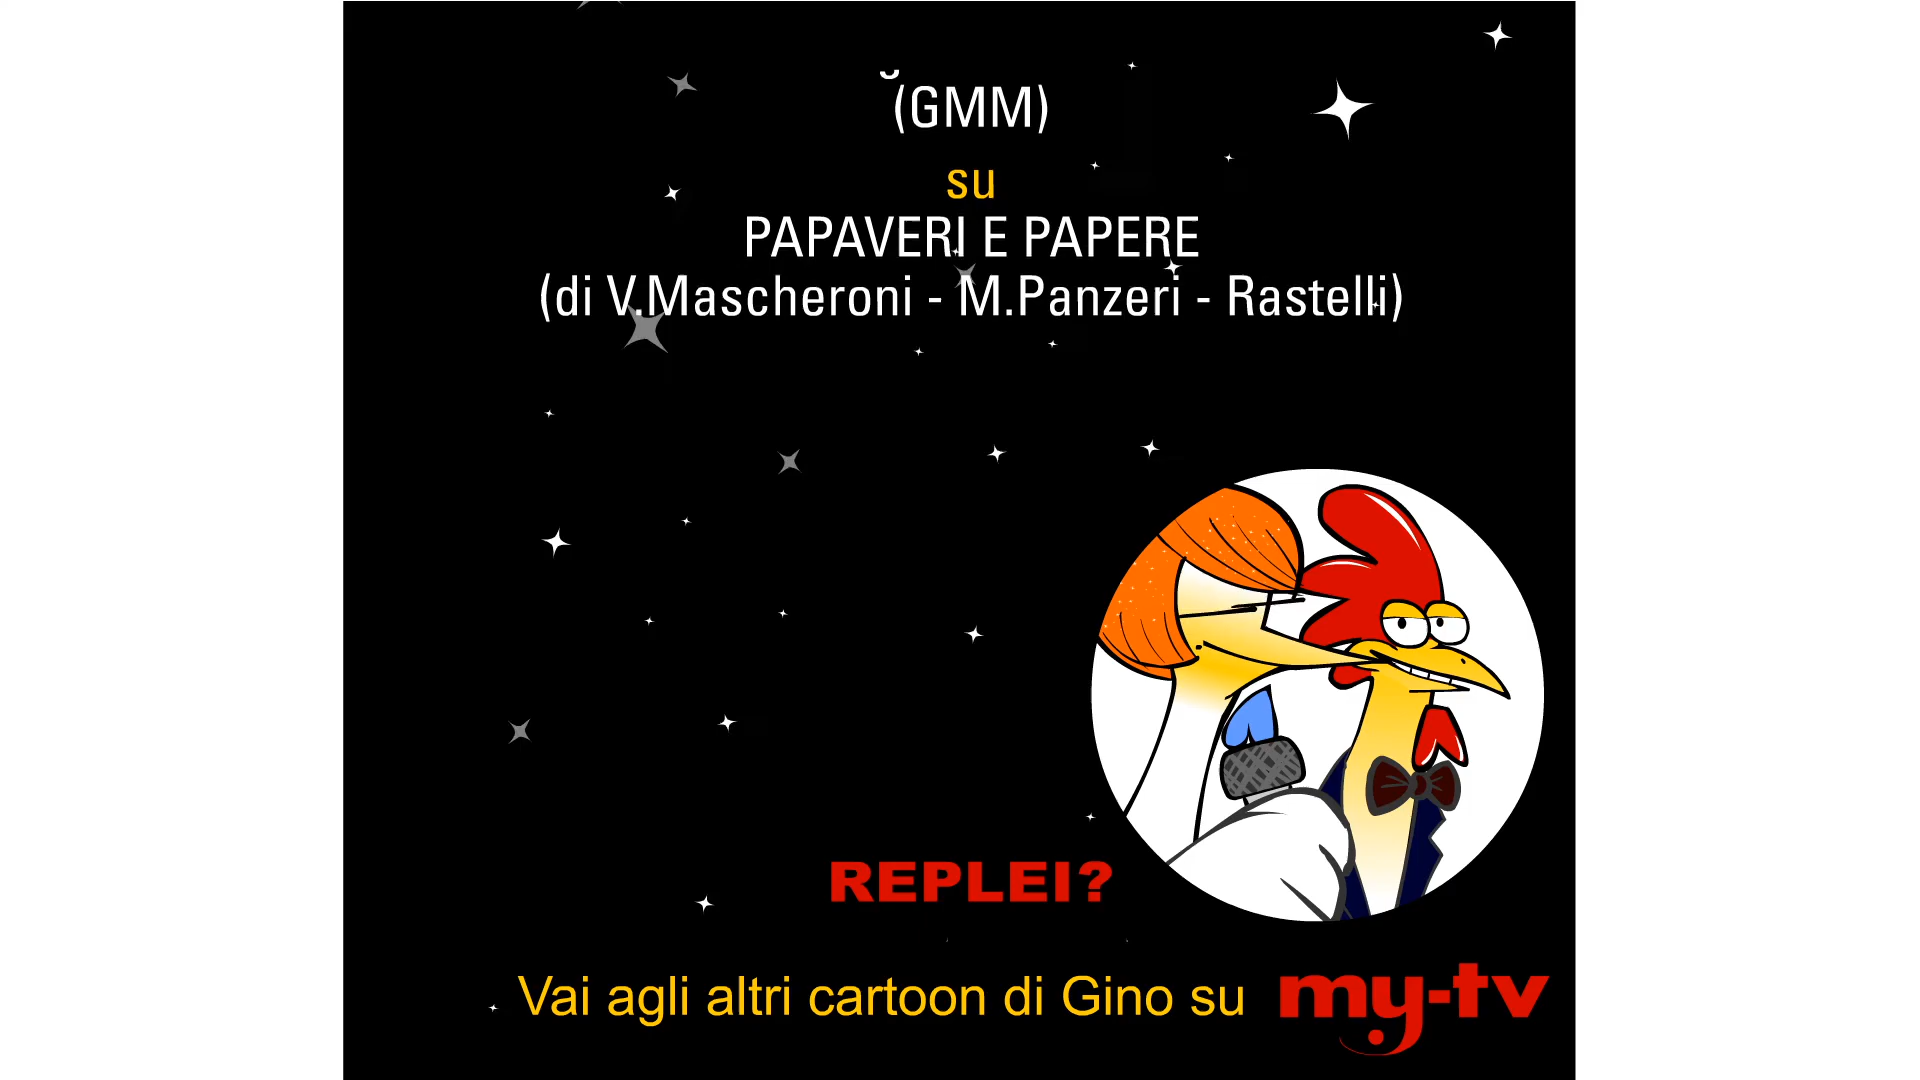 (GMM)
su
PAPAVERI E PAPERE
(di V.Mascheroni - M.Panzeri - Rastelli)
REPLEI?
Vai agli altri cartoon di Gino su my-tv